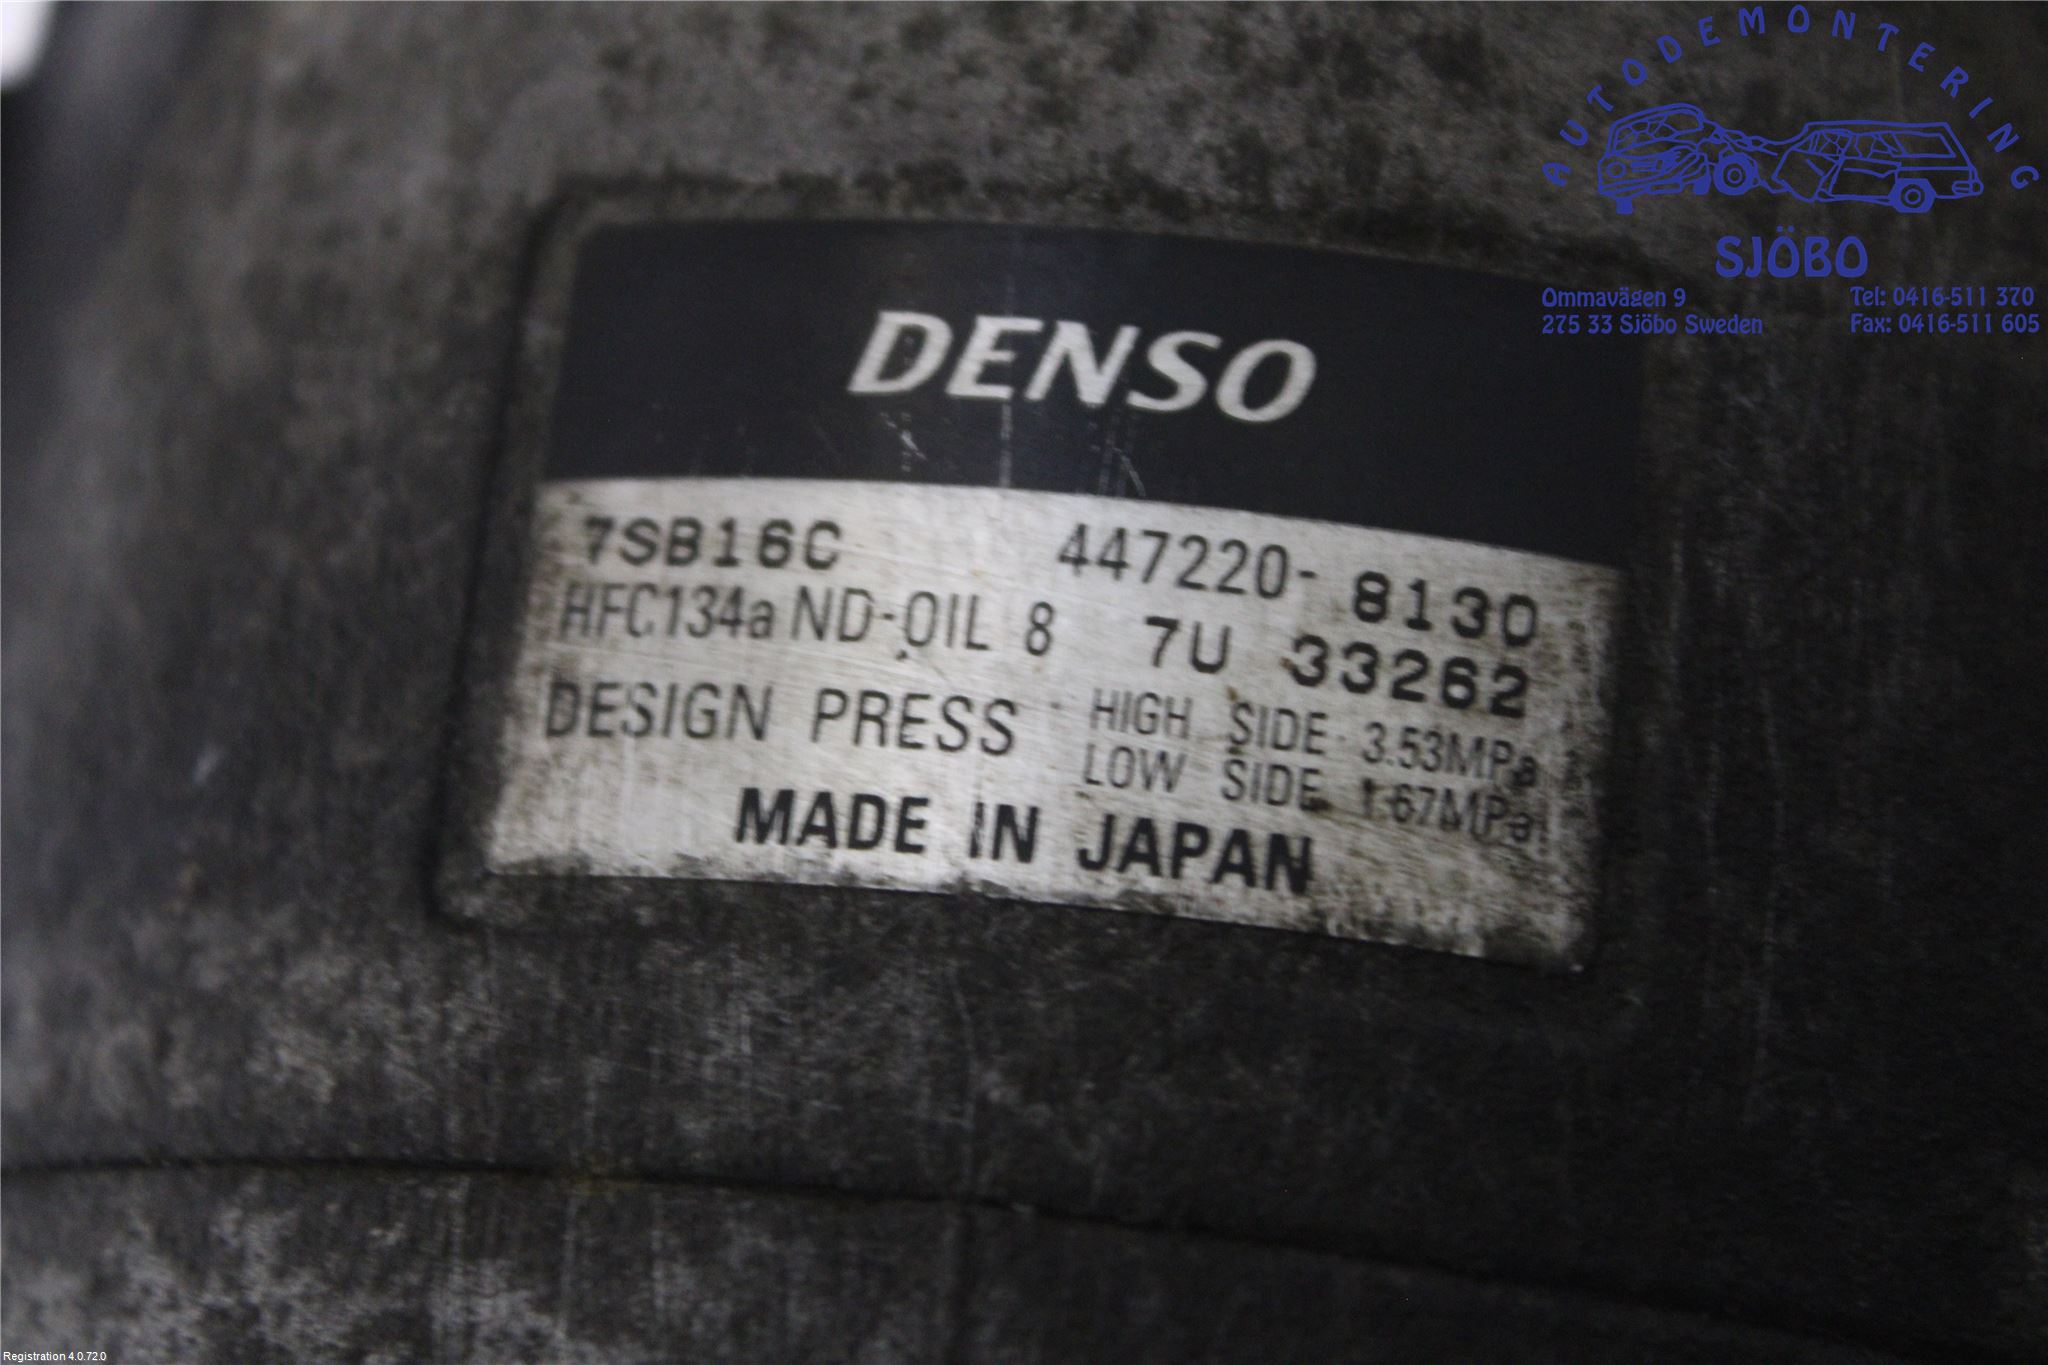 AUTODEMONTERING
SJÖBO
Ommavägen 9 Tel: 0416-511 370
275 33 Sjöbo Sweden Fax: 0416-511 605
DENSO
7SB16C 447220-8130
HFC134a ND-OIL 8 7U 33262
DESIGN PRESS HIGH SIDE 3.53MPa
LOW SIDE 1.67MPa
MADE IN JAPAN
Registration 4.0.72.0